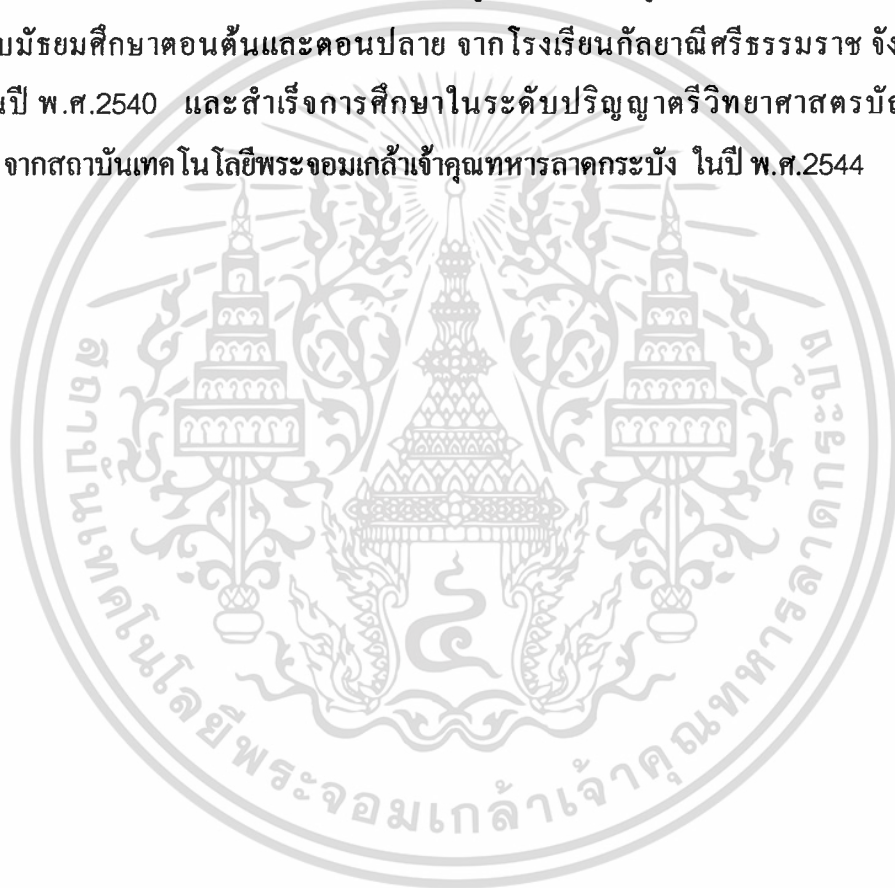 บมัธยมศึกษาตอนต้นและตอนปลาย จากโรงเรียนกัลยาณีศรีธรรมราช จัง
นปี พ.ศ.2540 และสำเร็จการศึกษาในระดับปริญญาตรีวิทยาศาสตรบัณ
จากสถาบันเทคโนโลยีพระจอมเกล้าเจ้าคุณทหารลาดกระบัง ในปี พ.ศ.2544
สถาบันเทคโนโลยีพระจอมเกล้าเจ้าคุณทหารลาดกระบัง
๔